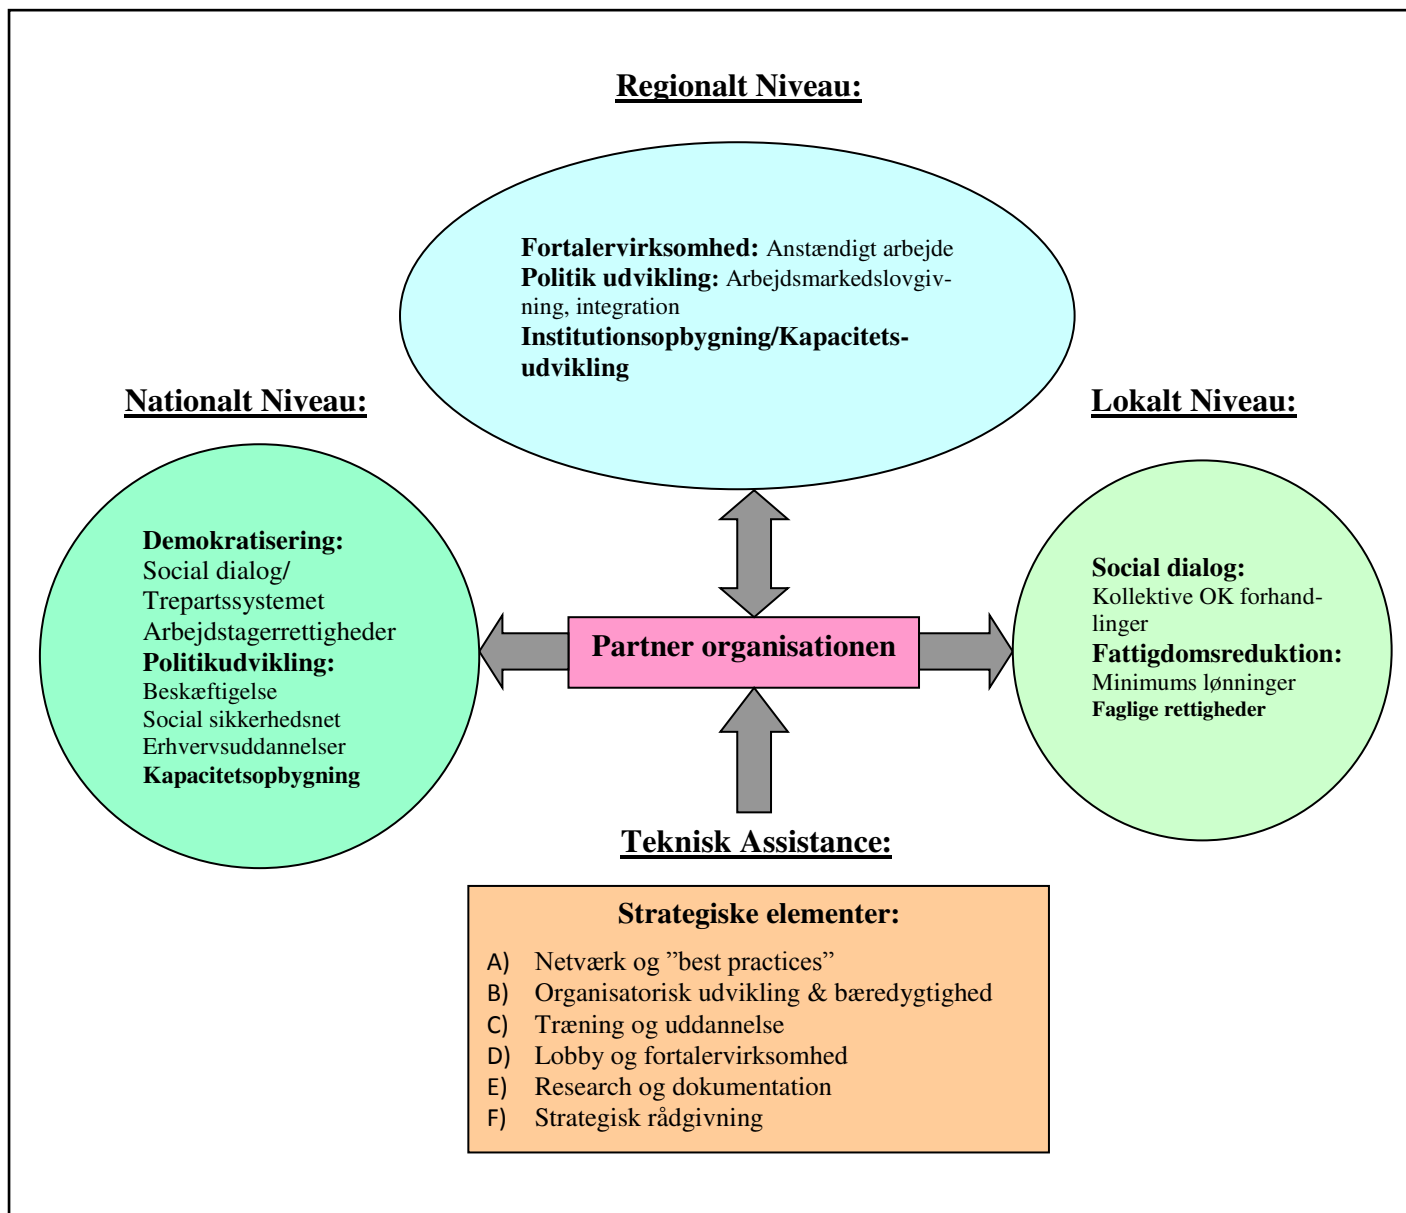 Regionalt Niveau:
Fortalervirksomhed: Anstændigt arbejde
Politik udvikling: Arbejdsmarkedslovgiv-
ning, integration
Institutionsopbygning/Kapacitets-
udvikling
Nationalt Niveau:
Demokratisering:
Social dialog/
Trepartssystemet
Arbejdstagerrettigheder
Politikudvikling:
Beskæftigelse
Social sikkerhedsnet
Erhvervsuddannelser
Kapacitetsopbygning
Partner organisationen
Lokalt Niveau:
Social dialog:
Kollektive OK forhand-
linger
Fattigdomsreduktion:
Minimums lønninger
Faglige rettigheder
Teknisk Assistance:
Strategiske elementer:
A) Netværk og ”best practices”
B) Organisatorisk udvikling & bæredygtighed
C) Træning og uddannelse
D) Lobby og fortalervirksomhed
E) Research og dokumentation
F) Strategisk rådgivning